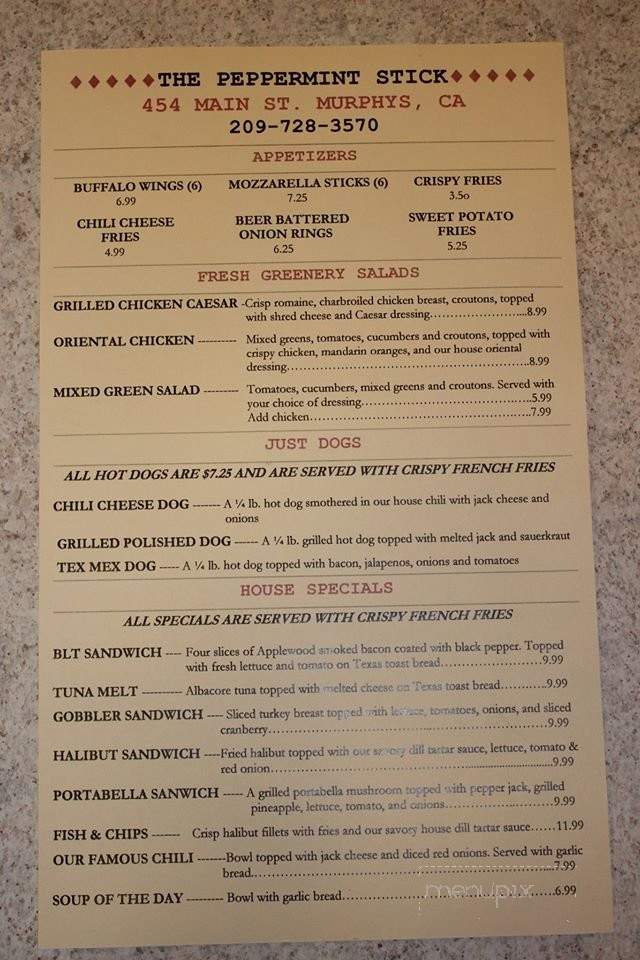 ♦♦♦♦♦THE PEPPERMINT STICK♦♦♦♦♦
454 MAIN ST. MURPHYS, CA
209-728-3570
APPETIZERS
BUFFALO WINGS (6) MOZZARELLA STICKS (6) CRISPY FRIES
6.99 7.25 3.5o
CHILI CHEESE FRIES
4.99
BEER BATTERED ONION RINGS
6.25
SWEET POTATO FRIES
5.25
FRESH GREENERY SALADS
GRILLED CHICKEN CAESAR -Crisp romaine, charbroiled chicken breast, croutons, topped
with shred cheese and Caesar dressing.......................8.99
ORIENTAL CHICKEN ---------- Mixed greens, tomatoes, cucumbers and croutons, topped with
crispy chicken, mandarin oranges, and our house oriental
dressing.............................................................8.99
MIXED GREEN SALAD --------- Tomatoes, cucumbers, mixed greens and croutons. Served with
your choice of dressing...........................................5.99
Add chicken.......................................................7.99
JUST DOGS
ALL HOT DOGS ARE $7.25 AND ARE SERVED WITH CRISPY FRENCH FRIES
CHILI CHEESE DOG ------- A ¼ lb. hot dog smothered in our house chili with jack cheese and
onions
GRILLED POLISHED DOG ------ A ¼ lb. grilled hot dog topped with melted jack and sauerkraut
TEX MEX DOG ----- A ¼ lb. hot dog topped with bacon, jalapenos, onions and tomatoes
HOUSE SPECIALS
ALL SPECIALS ARE SERVED WITH CRISPY FRENCH FRIES
BLT SANDWICH ---- Four slices of Applewood smoked bacon coated with black pepper. Topped
with fresh lettuce and tomato on Texas toast bread.........................9.99
TUNA MELT ---------- Albacore tuna topped with melted cheese on Texas toast bread...........9.99
GOBBLER SANDWICH ---- Sliced turkey breast topped with lettuce, tomatoes, onions, and sliced
cranberry......................................................................9.99
HALIBUT SANDWICH ----Fried halibut topped with our savory dill tartar sauce, lettuce, tomato &
red onion......................................................................9.99
PORTABELLA SANWICH ----- A grilled portabella mushroom topped with pepper jack, grilled
pineapple, lettuce, tomato, and onions...........................9.99
FISH & CHIPS ------- Crisp halibut fillets with fries and our savory house dill tartar sauce......11.99
OUR FAMOUS CHILI -------Bowl topped with jack cheese and diced red onions. Served with garlic
bread............................................................................7.99
SOUP OF THE DAY --------- Bowl with garlic bread.....................................................6.99
menupix